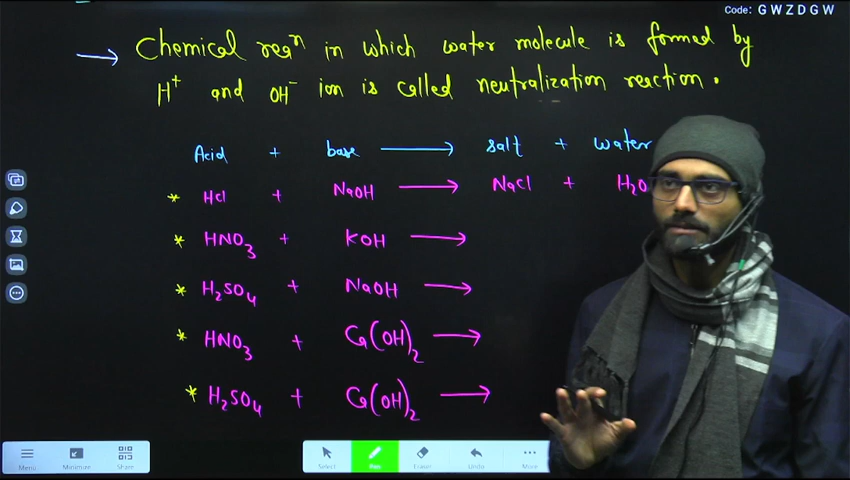 Code: G W Z D G W
→ Chemical reaⁿ in which water molecule is formed by
H⁺ and OH⁻ ion is called neutralization reaction.
Acid + base → salt + water
* HCl + NaOH → NaCl + H₂O
* HNO₃ + KOH →
* H₂SO₄ + NaOH →
* HNO₃ + Ca(OH)₂ →
* H₂SO₄ + Ca(OH)₂ →
Menu Minimize Share Select Pen Eraser Undo More